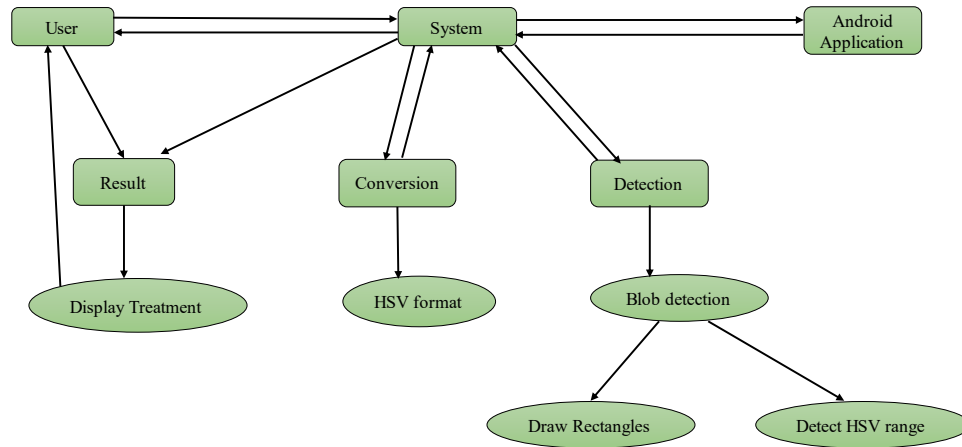 User
System
Android
Application
Result
Conversion
Detection
Display Treatment
HSV format
Blob detection
Draw Rectangles
Detect HSV range